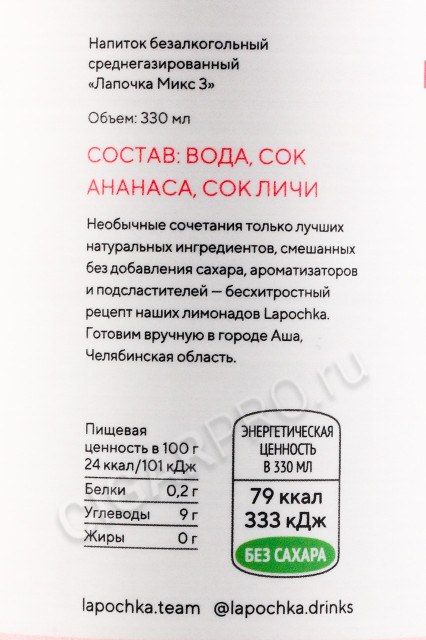 Напиток безалкогольный
среднегазированный
«Лапочка Микс 3»
Объем: 330 мл
СОСТАВ: ВОДА, СОК
АНАНАСА, СОК ЛИЧИ
Необычные сочетания только лучших
натуральных ингредиентов, смешанных
без добавления сахара, ароматизаторов
и подсластителей — бесхитростный
рецепт наших лимонадов Lapochka.
Готовим вручную в городе Аша,
Челябинская область.
Пищевая
ценность в 100 г
24 ккал/101 кДж
Белки 0,2 г
Углеводы 9 г
Жиры 0 г
ЭНЕРГЕТИЧЕСКАЯ
ЦЕННОСТЬ
В 330 МЛ
79 ккал
333 кДж
БЕЗ САХАРА
lapochka.team @lapochka.drinks
CIGARPRO.ru